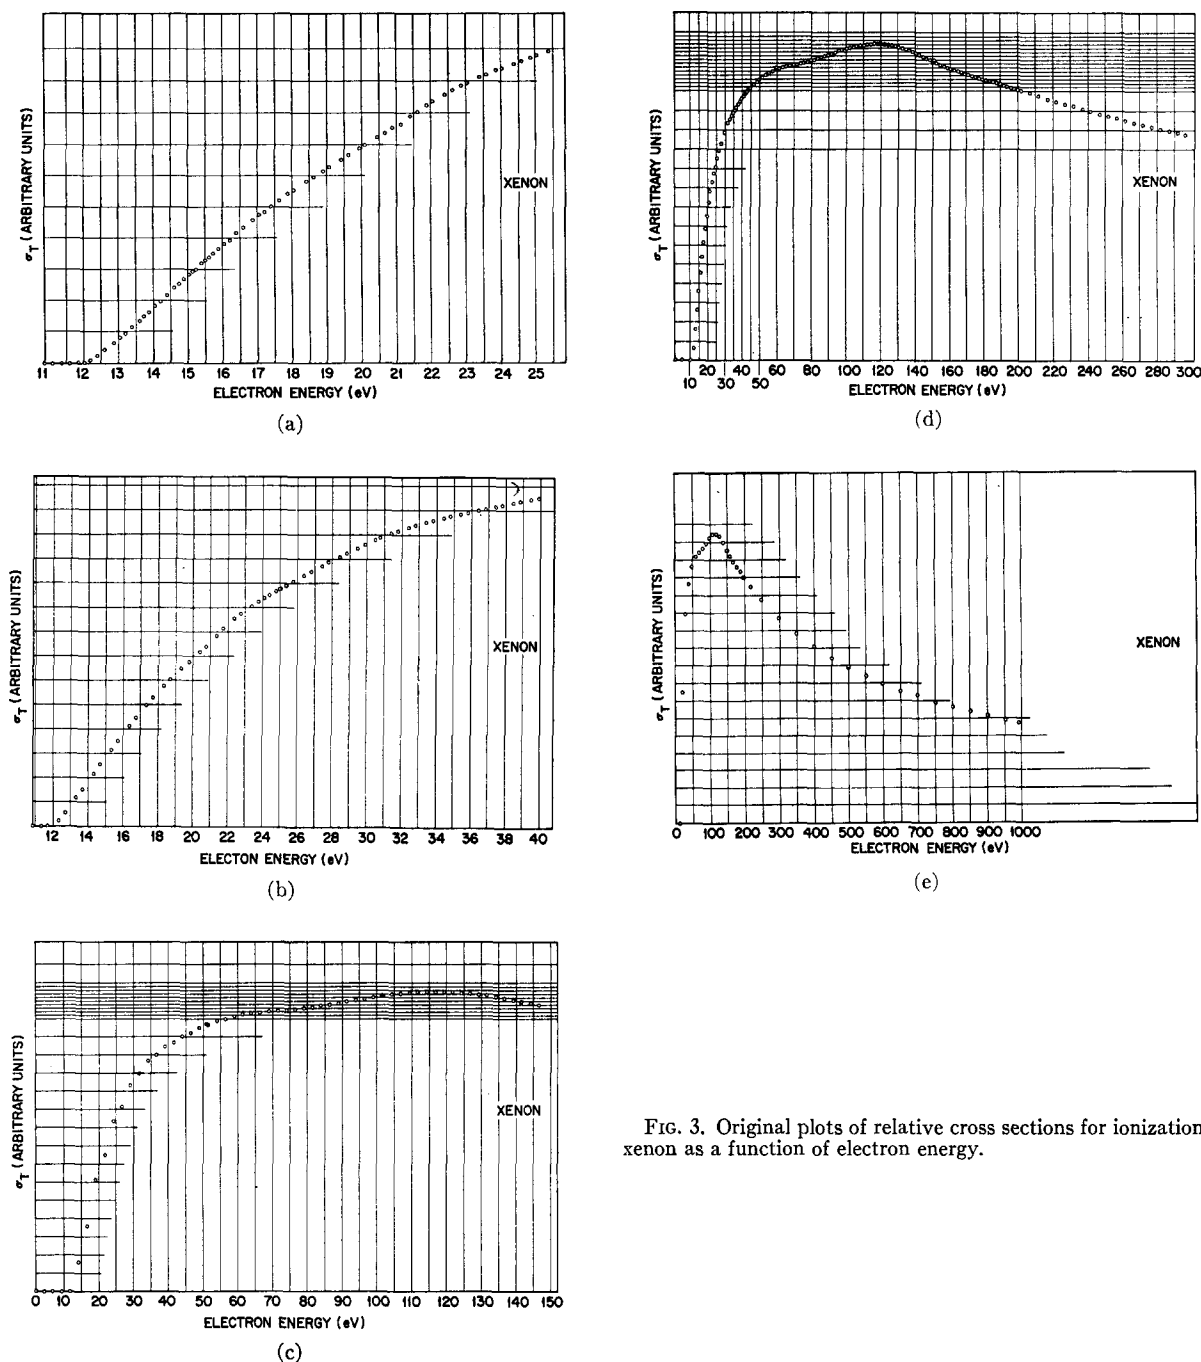 σT (ARBITRARY UNITS)
XENON
11 12 13 14 15 16 17 18 19 20 21 22 23 24 25
ELECTRON ENERGY (eV)
(a)
σT (ARBITRARY UNITS)
XENON
12 14 16 18 20 22 24 26 28 30 32 34 36 38 40
ELECTON ENERGY (eV)
(b)
σT (ARBITRARY UNITS)
XENON
0 10 20 30 40 50 60 70 80 90 100 110 120 130 140 150
ELECTRON ENERGY (eV)
(c)
σT (ARBITRARY UNITS)
XENON
10 20 30 40 50 60 80 100 120 140 160 180 200 220 240 260 280 300
ELECTRON ENERGY (eV)
(d)
σT (ARBITRARY UNITS)
XENON
0 100 200 300 400 500 600 700 800 900 1000
ELECTRON ENERGY (eV)
(e)
FIG. 3. Original plots of relative cross sections for ionization
xenon as a function of electron energy.